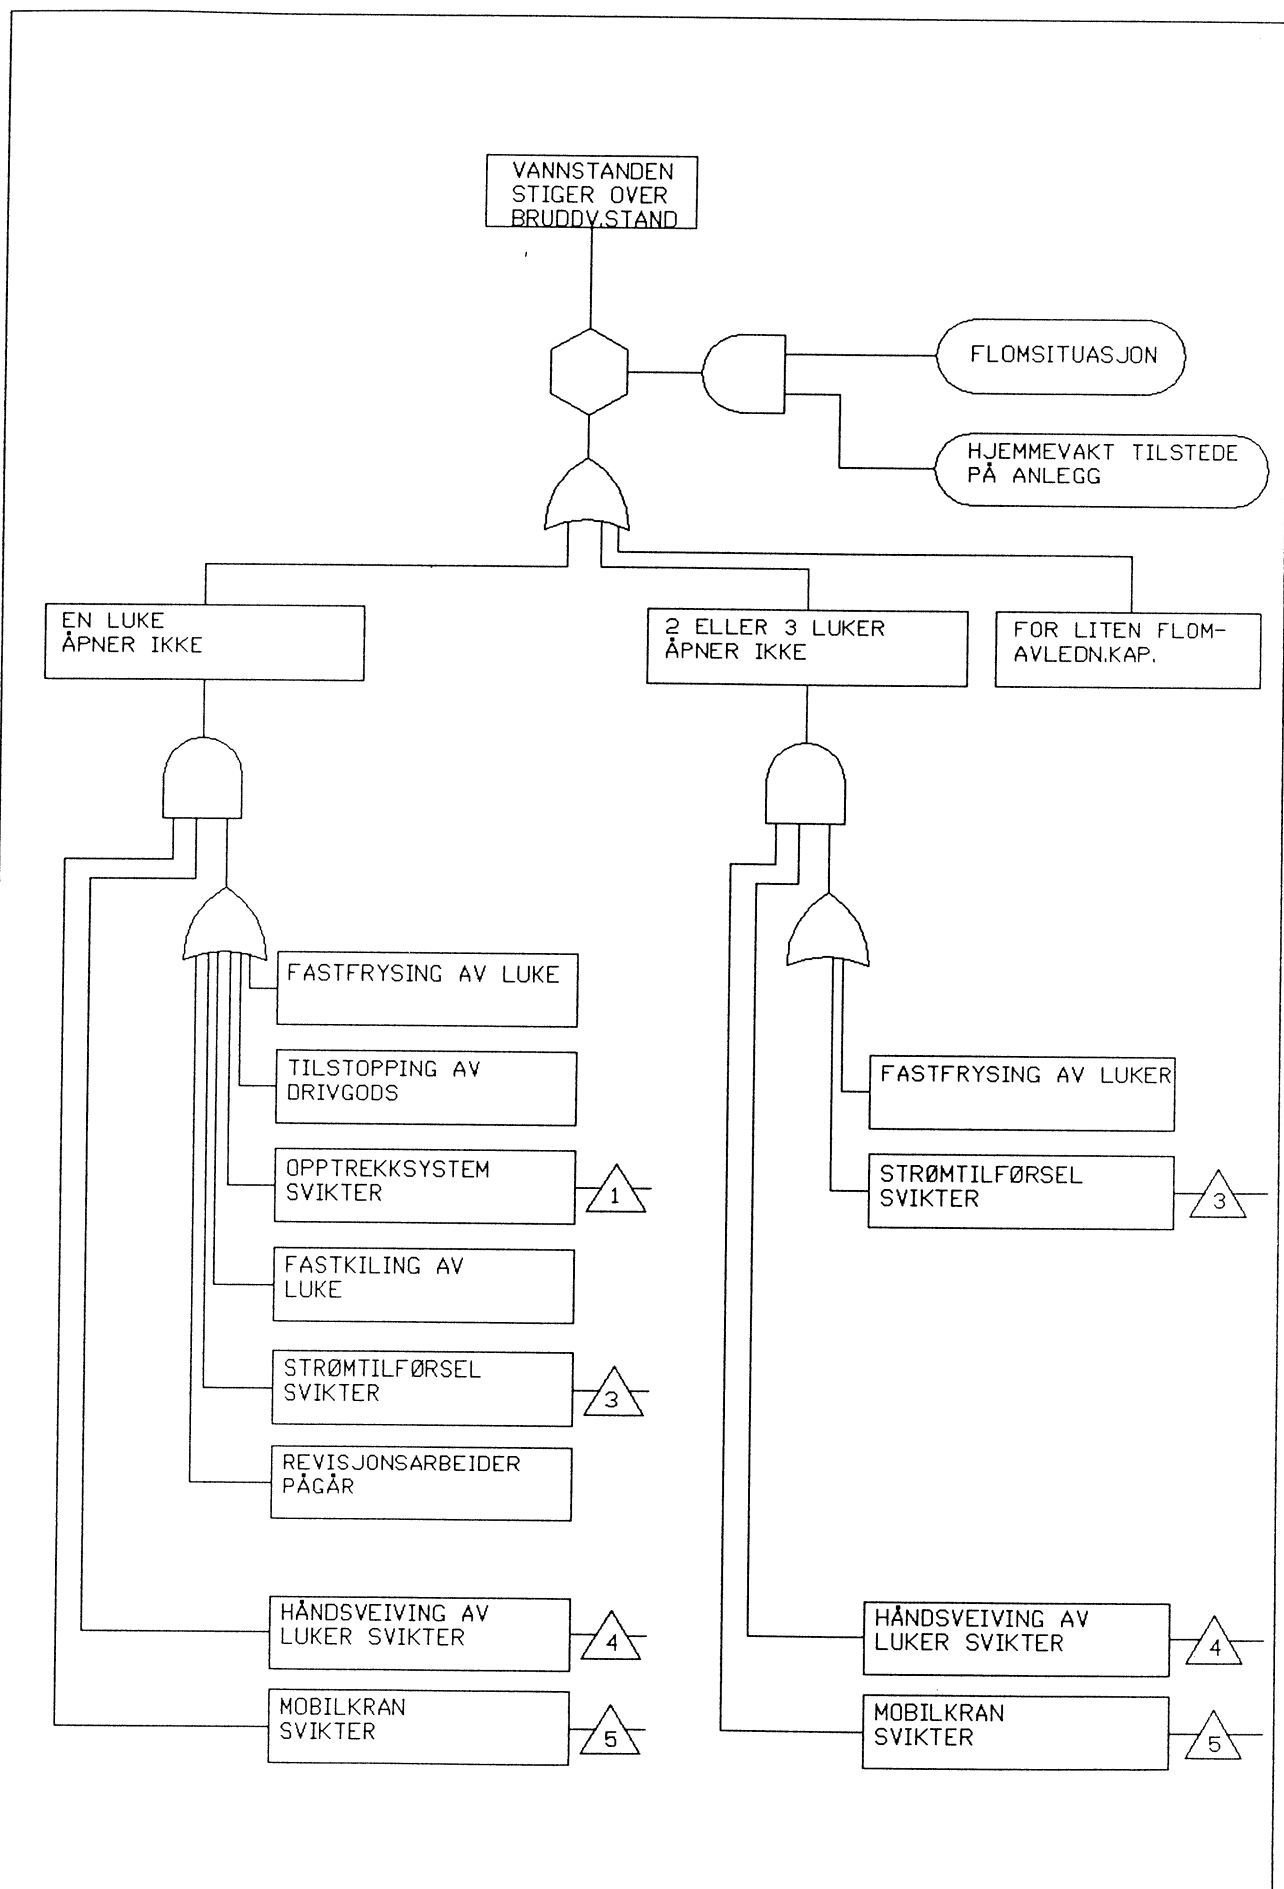 VANNSTANDEN
STIGER OVER
BRUDDV.STAND
FLOMSITUASJON
HJEMMEVAKT TILSTEDE
PÅ ANLEGG
EN LUKE
ÅPNER IKKE
2 ELLER 3 LUKER
ÅPNER IKKE
FOR LITEN FLOM-
AVLEDN.KAP.
FASTFRYSING AV LUKE
TILSTOPPING AV
DRIVGODS
OPPTREKKSYSTEM
SVIKTER
1
FASTKILING AV
LUKE
STRØMTILFØRSEL
SVIKTER
3
REVISJONSARBEIDER
PÅGÅR
HÅNDSVEIVING AV
LUKER SVIKTER
4
MOBILKRAN
SVIKTER
5
FASTFRYSING AV LUKER
STRØMTILFØRSEL
SVIKTER
3
HÅNDSVEIVING AV
LUKER SVIKTER
4
MOBILKRAN
SVIKTER
5